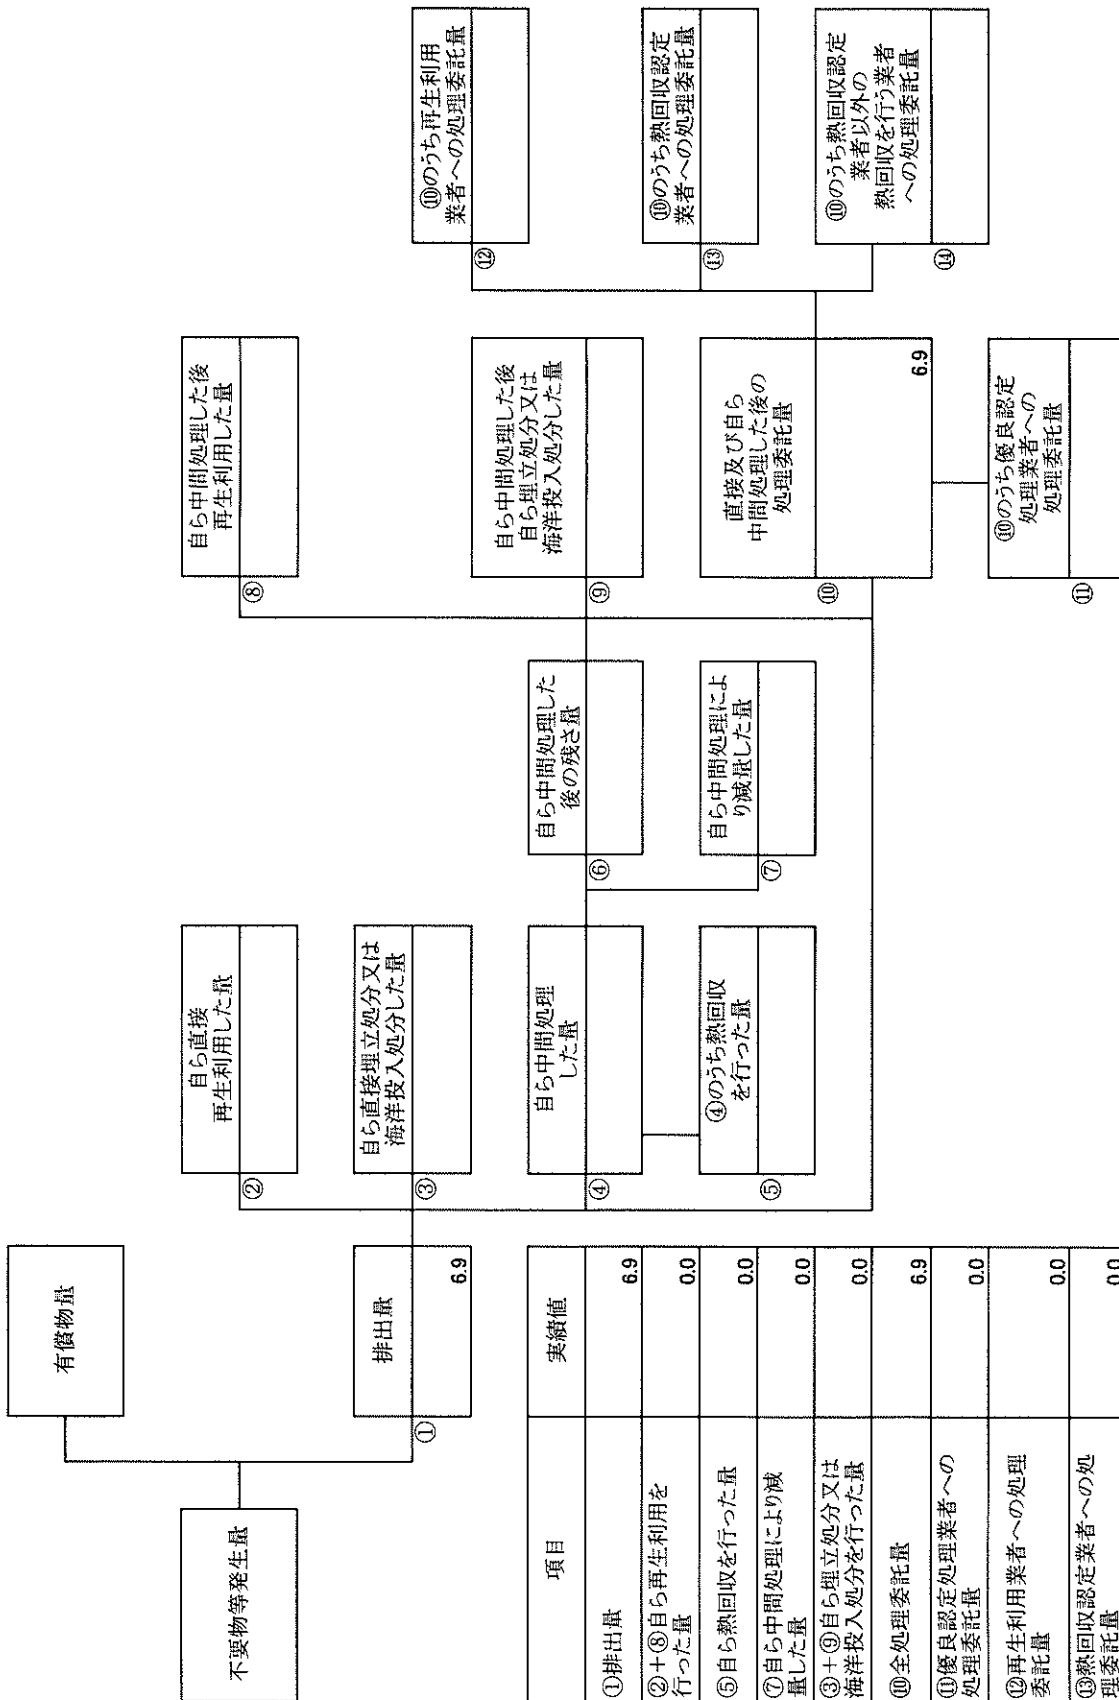 不要物等発生量
有償物量
排出量
①
6.9
自ら直接
再生利用した量
②
自ら直接埋立処分又は
海洋投入処分した量
③
自ら中間処理
した量
④
④のうち熱回収
を行った量
⑤
自ら中間処理した
後の残さ量
⑥
自ら中間処理によ
り減量した量
⑦
自ら中間処理した後
再生利用した量
⑧
自ら中間処理した後
自ら埋立処分又は
海洋投入処分した量
⑨
直接及び自ら
中間処理した後の
処理委託量
⑩
6.9
⑩のうち優良認定
処理業者への
処理委託量
⑪
⑩のうち再生利用
業者への処理委託量
⑫
⑩のうち熱回収認定
業者への処理委託量
⑬
⑩のうち熱回収認定
業者以外の
熱回収を行う業者
への処理委託量
⑭
項目 実績値
①排出量 6.9
②+⑧自ら再生利用を
行った量 0.0
⑤自ら熱回収を行った量 0.0
⑦自ら中間処理により減
量した量 0.0
③+⑨自ら埋立処分又は
海洋投入処分を行った量 0.0
⑩全処理委託量 6.9
⑪優良認定処理業者への
処理委託量 0.0
⑫再生利用業者への処理
委託量 0.0
⑬熱回収認定業者への処
理委託量 0.0